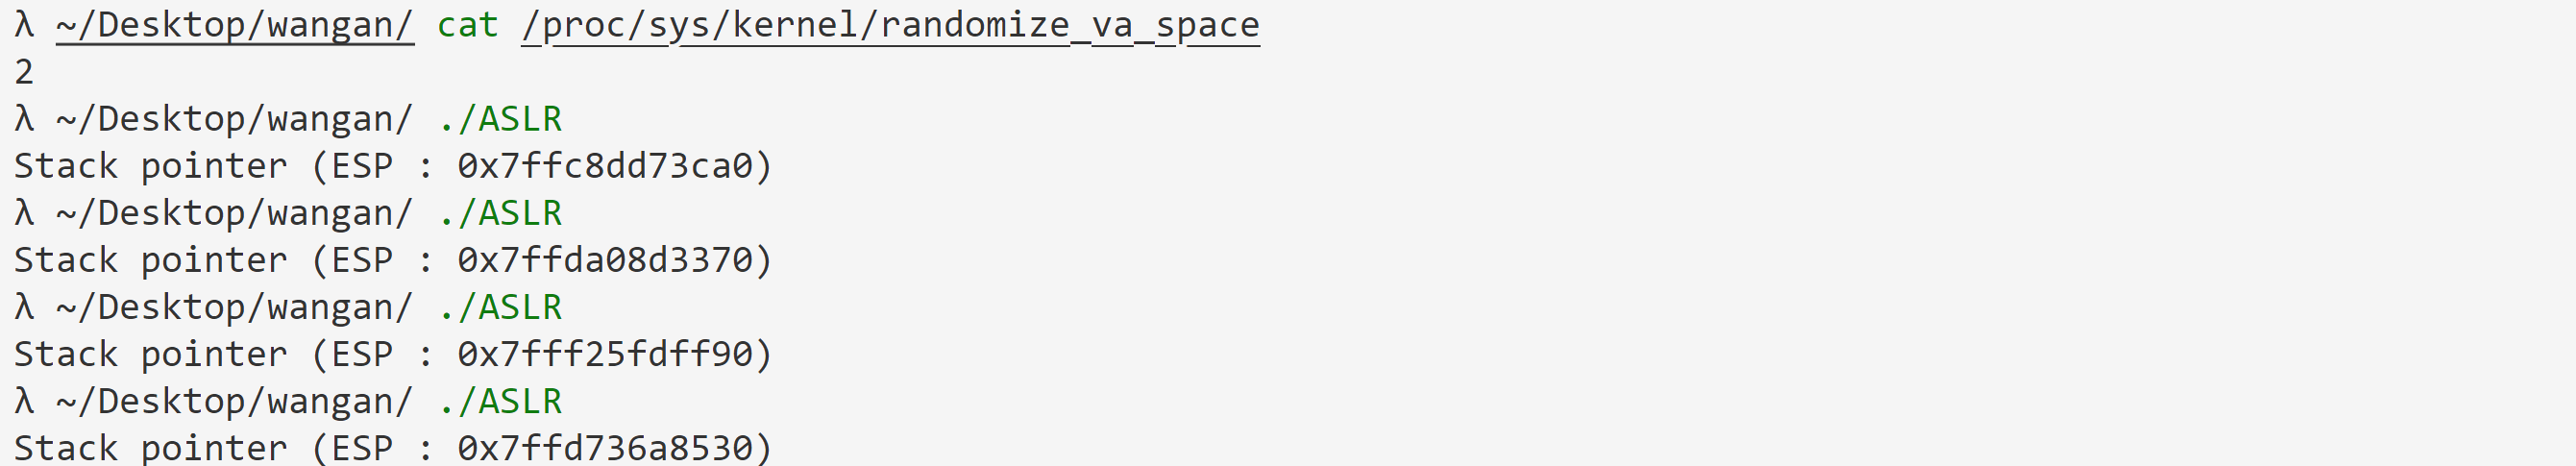 λ ~/Desktop/wangan/ cat /proc/sys/kernel/randomize_va_space
2
λ ~/Desktop/wangan/ ./ASLR
Stack pointer (ESP : 0x7ffc8dd73ca0)
λ ~/Desktop/wangan/ ./ASLR
Stack pointer (ESP : 0x7ffda08d3370)
λ ~/Desktop/wangan/ ./ASLR
Stack pointer (ESP : 0x7fff25fdff90)
λ ~/Desktop/wangan/ ./ASLR
Stack pointer (ESP : 0x7ffd736a8530)